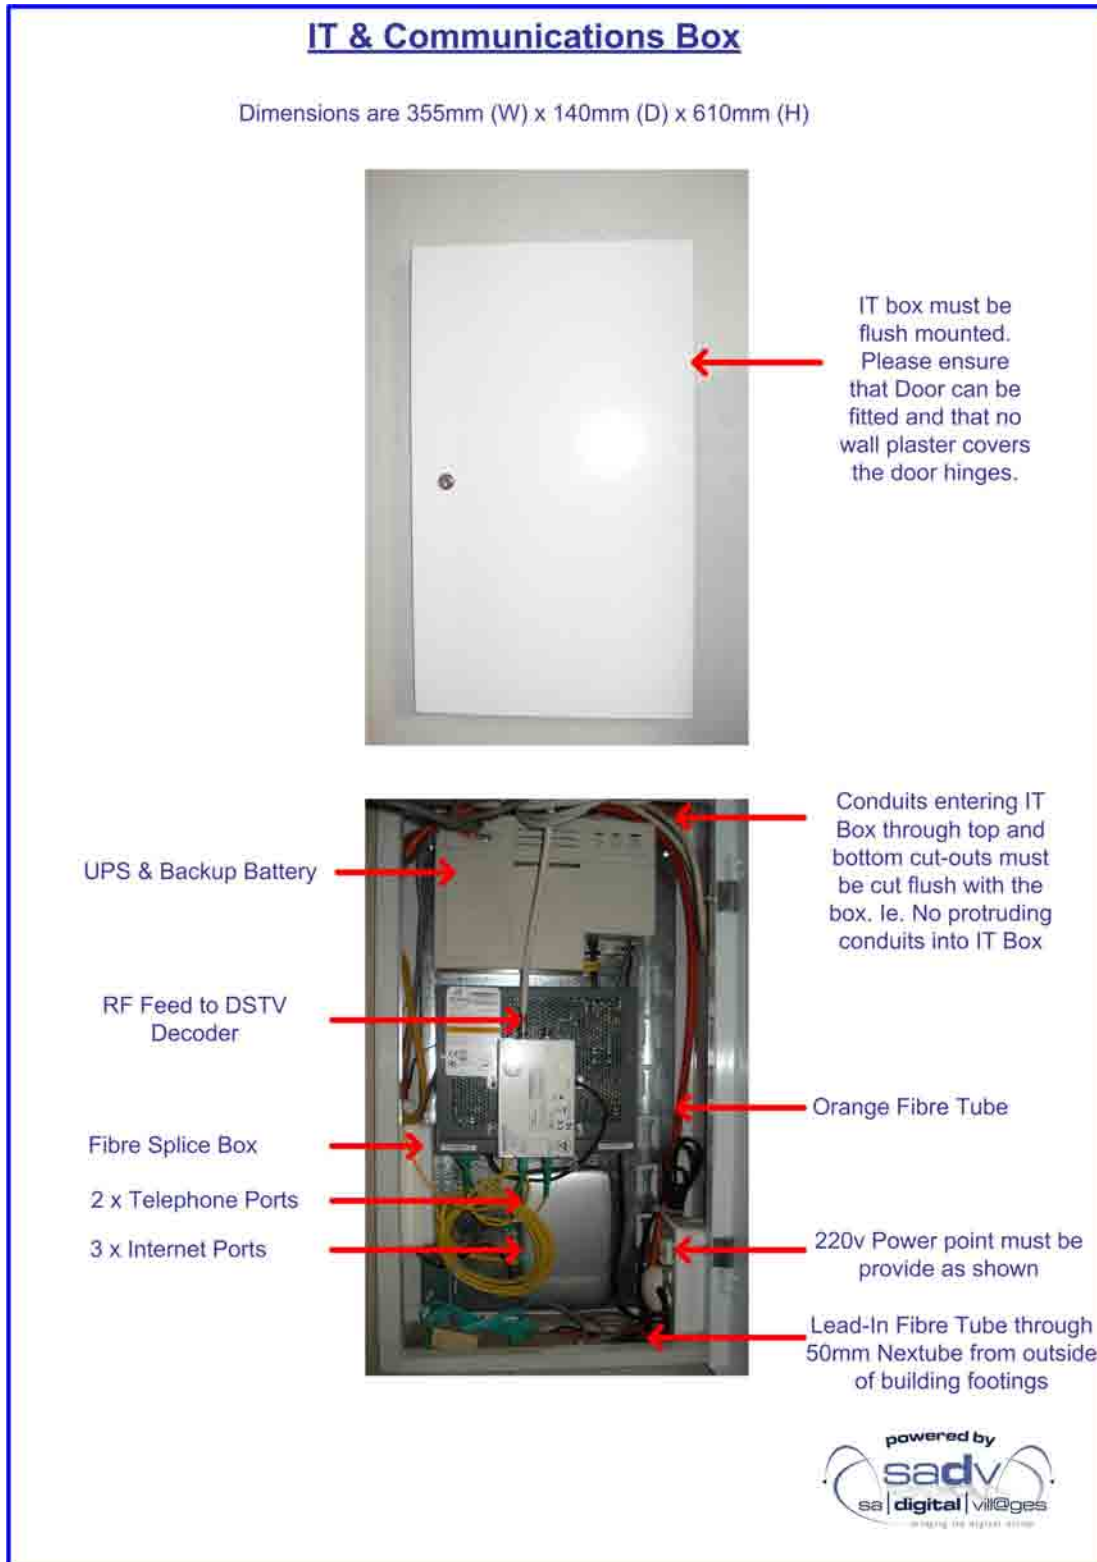 IT & Communications Box
Dimensions are 355mm (W) x 140mm (D) x 610mm (H)
IT box must be
flush mounted.
Please ensure
that Door can be
fitted and that no
wall plaster covers
the door hinges.
Conduits entering IT
Box through top and
bottom cut-outs must
be cut flush with the
box. Ie. No protruding
conduits into IT Box
UPS & Backup Battery
RF Feed to DSTV
Decoder
Orange Fibre Tube
Fibre Splice Box
2 x Telephone Ports
3 x Internet Ports
220v Power point must be
provide as shown
Lead-In Fibre Tube through
50mm Nextube from outside
of building footings
powered by
sadv
sa|digital|vill@ges
bringing the digital